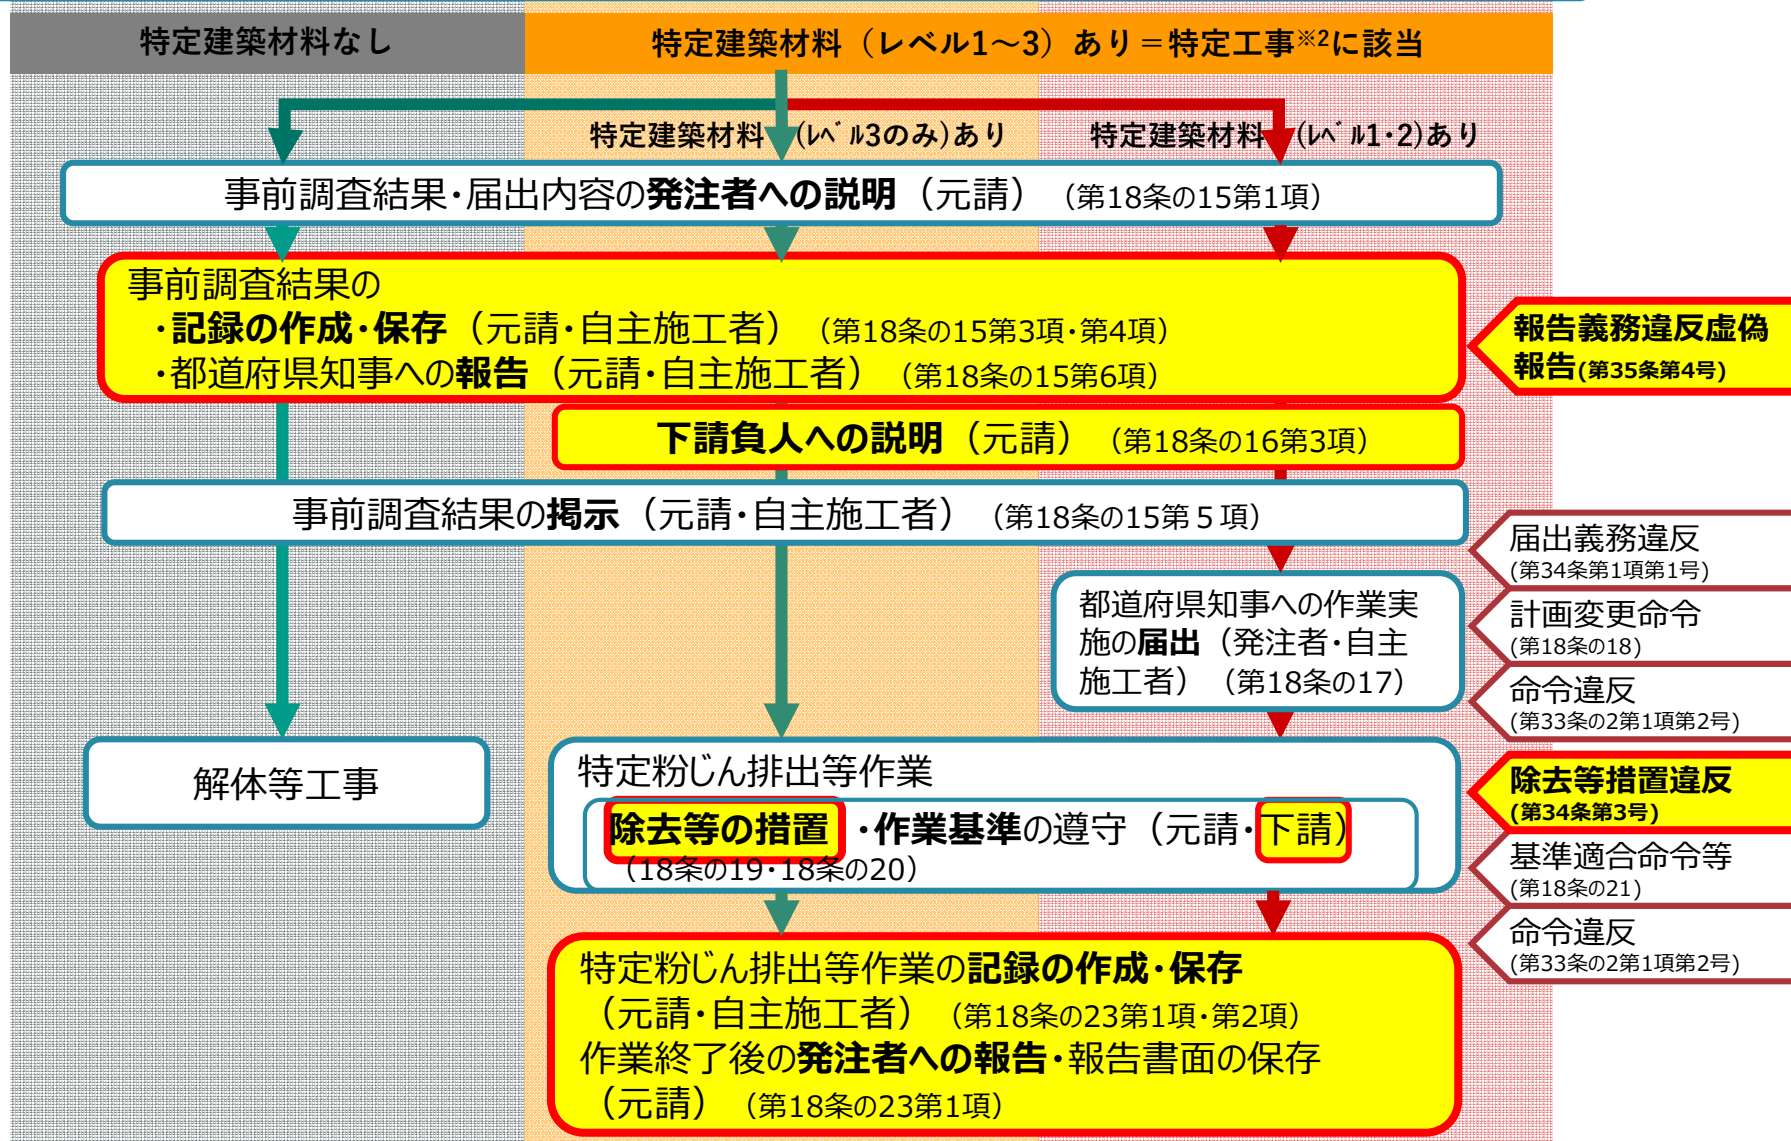 特定建築材料なし
特定建築材料（レベル1～3）あり＝特定工事※2に該当
特定建築材料 (ﾚﾍﾞﾙ3のみ)あり
特定建築材料 (ﾚﾍﾞﾙ1・2)あり
事前調査結果・届出内容の発注者への説明（元請）（第18条の15第1項）
事前調査結果の
・記録の作成・保存（元請・自主施工者）（第18条の15第3項・第4項）
・都道府県知事への報告（元請・自主施工者）（第18条の15第6項）
報告義務違反虚偽
報告(第35条第4号)
下請負人への説明（元請）（第18条の16第3項）
事前調査結果の掲示（元請・自主施工者）（第18条の15第５項）
届出義務違反
(第34条第1項第1号)
都道府県知事への作業実
施の届出（発注者・自主
施工者）（第18条の17）
計画変更命令
(第18条の18)
命令違反
(第33条の2第1項第2号)
解体等工事
特定粉じん排出等作業
除去等の措置・作業基準の遵守（元請・下請）
（18条の19・18条の20）
除去等措置違反
(第34条第3号)
基準適合命令等
(第18条の21)
命令違反
(第33条の2第1項第2号)
特定粉じん排出等作業の記録の作成・保存
（元請・自主施工者）（第18条の23第1項・第2項）
作業終了後の発注者への報告・報告書面の保存
（元請）（第18条の23第1項）